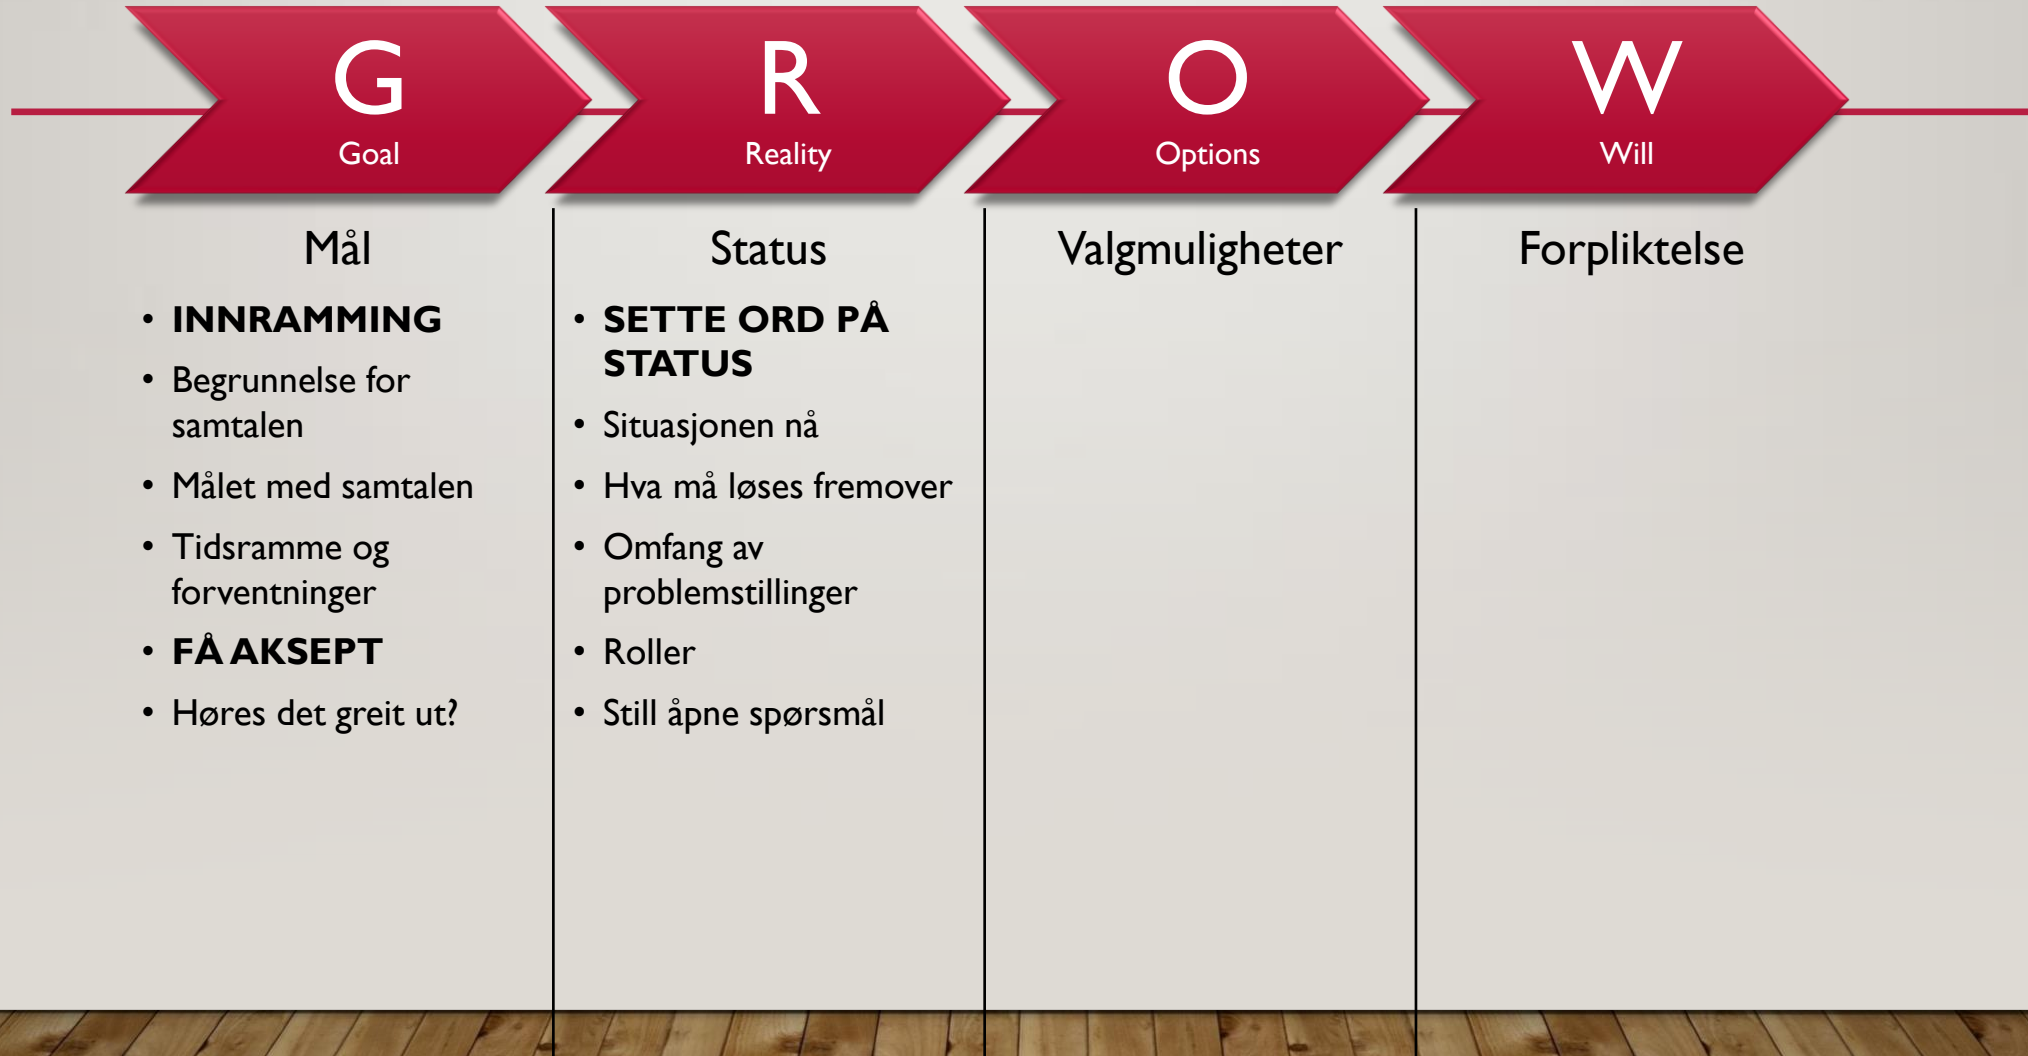 G
Goal
R
Reality
O
Options
W
Will
Mål
• INNRAMMING
• Begrunnelse for
samtalen
• Målet med samtalen
• Tidsramme og
forventninger
• FÅ AKSEPT
• Høres det greit ut?
Status
• SETTE ORD PÅ
STATUS
• Situasjonen nå
• Hva må løses fremover
• Omfang av
problemstillinger
• Roller
• Still åpne spørsmål
Valgmuligheter
Forpliktelse